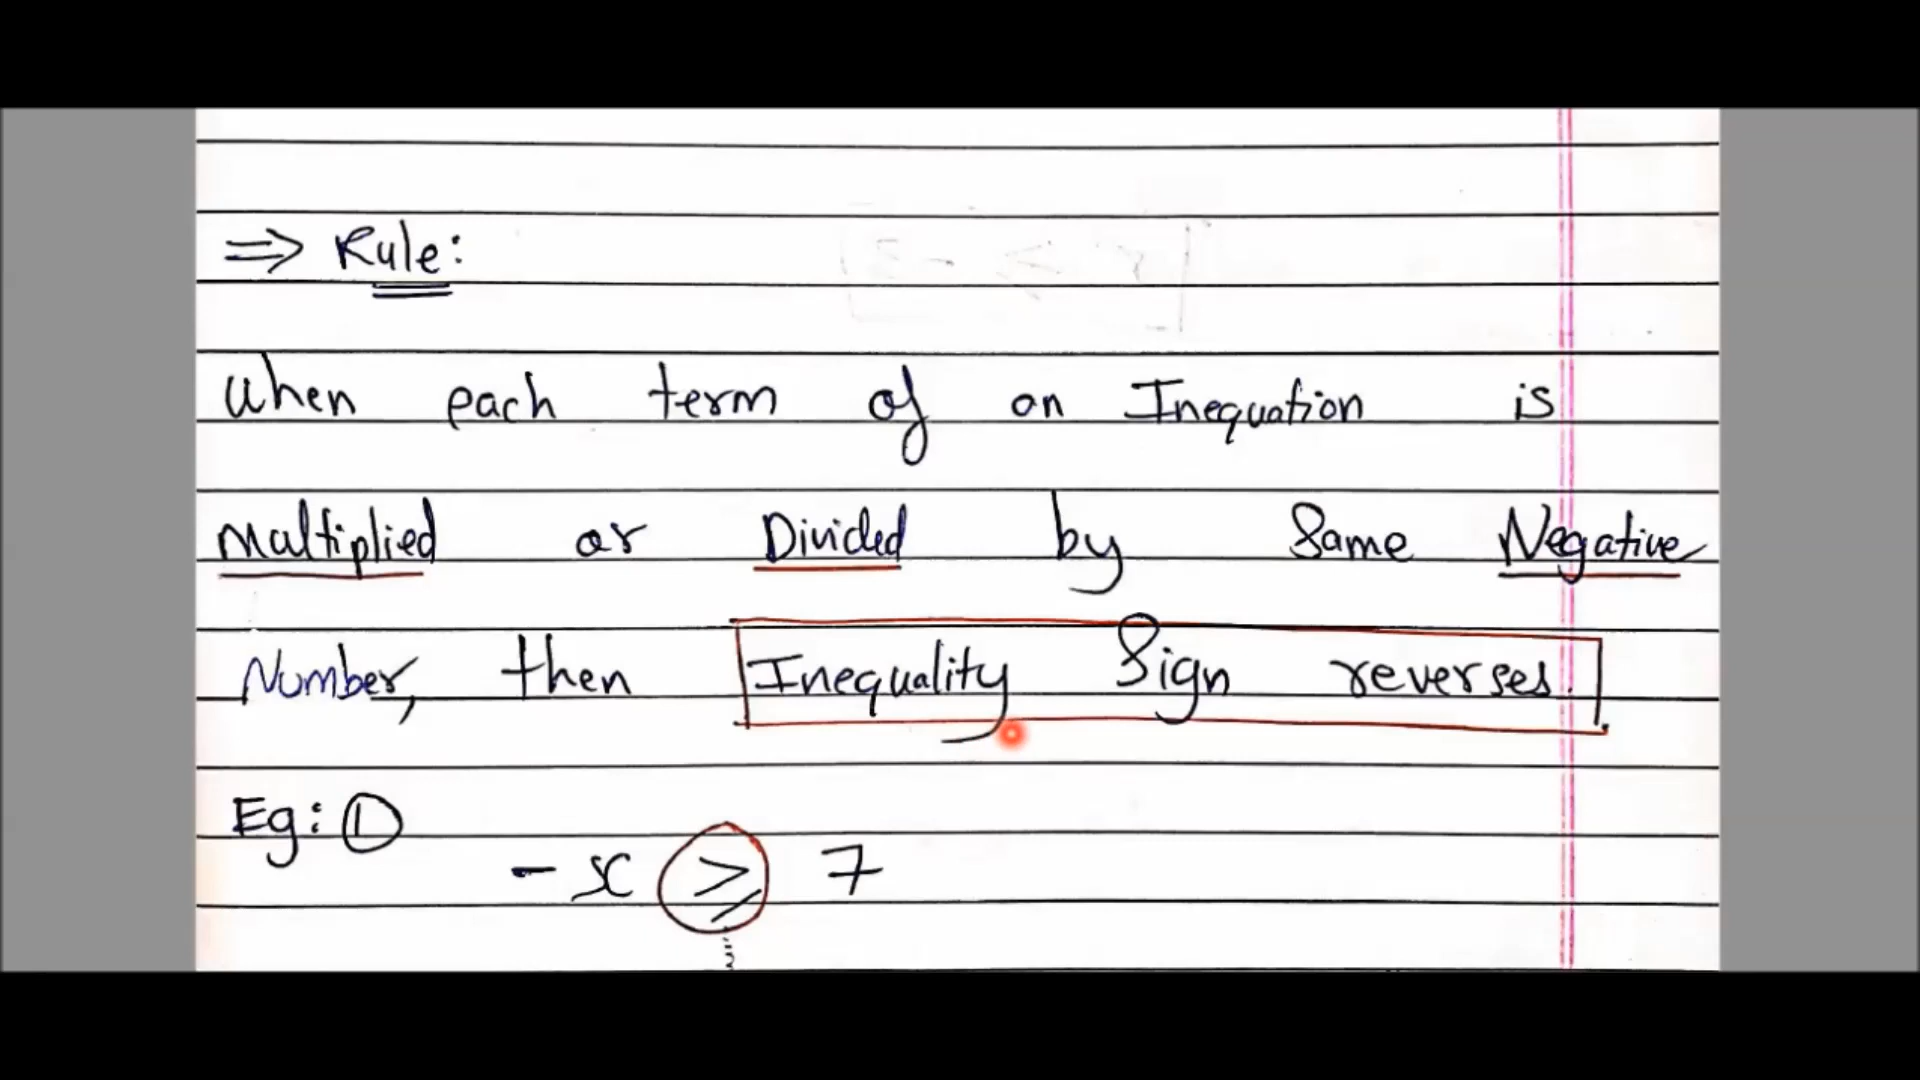 ⇒ Rule:
When each term of an Inequation is
Multiplied or Divided by Same Negative
Number, then Inequality Sign reverses.
Eg: ①
-x ≥ 7